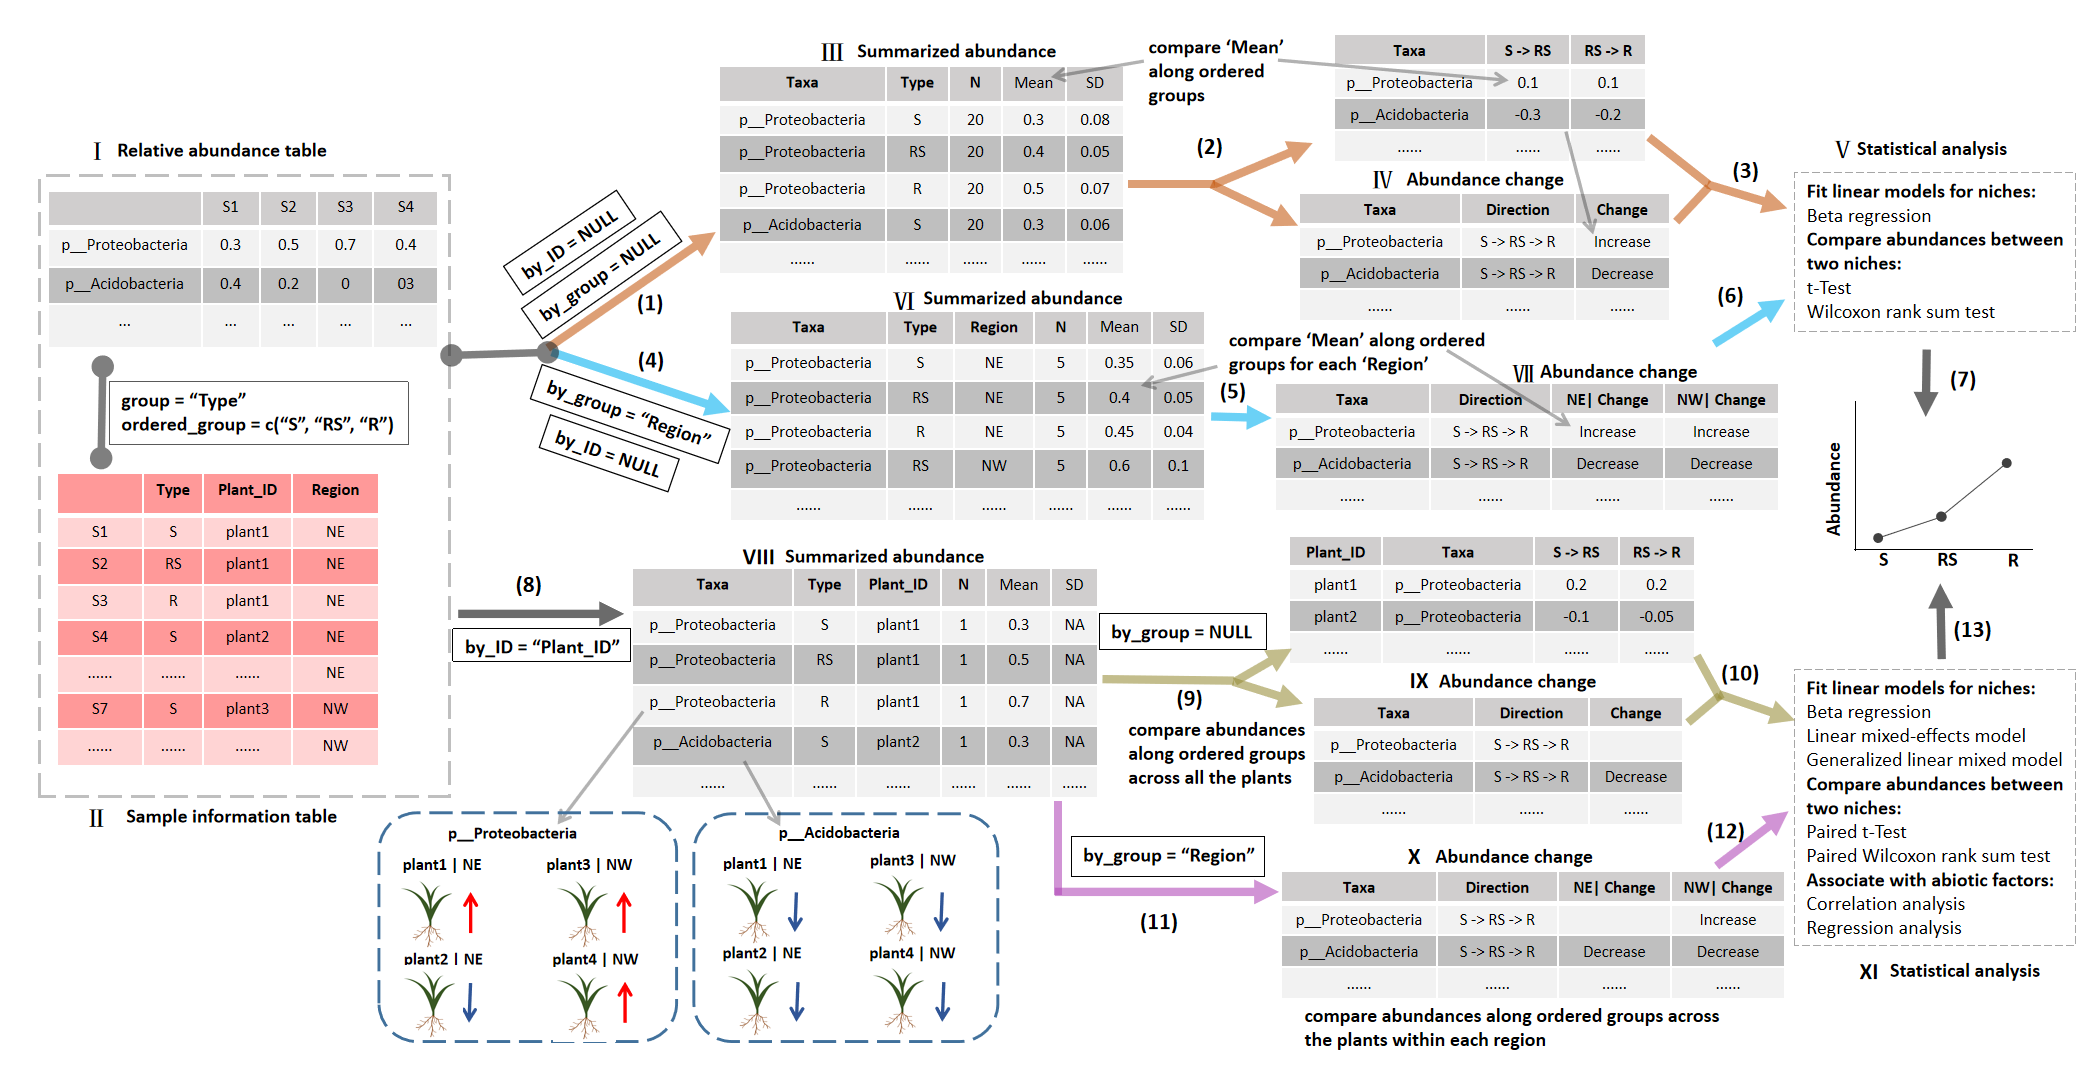 I Relative abundance table
S1 S2 S3 S4
p__Proteobacteria 0.3 0.5 0.7 0.4
p__Acidobacteria 0.4 0.2 0 03
... ... ... ... ...
group = “Type”
ordered_group = c(“S”, “RS”, “R”)
Type Plant_ID Region
S1 S plant1 NE
S2 RS plant1 NE
S3 R plant1 NE
S4 S plant2 NE
...... ...... ...... NE
S7 S plant3 NW
...... ...... ...... NW
II Sample information table
by_ID = NULL
by_group = NULL
(1)
(4)
by_group = “Region”
by_ID = NULL
III Summarized abundance
Taxa Type N Mean SD
p__Proteobacteria S 20 0.3 0.08
p__Proteobacteria RS 20 0.4 0.05
p__Proteobacteria R 20 0.5 0.07
p__Acidobacteria S 20 0.3 0.06
...... ...... ...... ...... ......
compare ‘Mean’
along ordered
groups
(2)
Taxa S -> RS RS -> R
p__Proteobacteria 0.1 0.1
p__Acidobacteria -0.3 -0.2
...... ...... ......
IV Abundance change
Taxa Direction Change
p__Proteobacteria S -> RS -> R Increase
p__Acidobacteria S -> RS -> R Decrease
...... ...... ......
(3)
V Statistical analysis
Fit linear models for niches:
Beta regression
Compare abundances between
two niches:
t-Test
Wilcoxon rank sum test
VI Summarized abundance
Taxa Type Region N Mean SD
p__Proteobacteria S NE 5 0.35 0.06
p__Proteobacteria RS NE 5 0.4 0.05
p__Proteobacteria R NE 5 0.45 0.04
p__Proteobacteria RS NW 5 0.6 0.1
...... ...... ...... ...... ...... ......
compare ‘Mean’ along ordered
groups for each ‘Region’
(5)
(6)
VII Abundance change
Taxa Direction NE| Change NW| Change
p__Proteobacteria S -> RS -> R Increase Increase
p__Acidobacteria S -> RS -> R Decrease Decrease
...... ...... ...... ......
(7)
Abundance
S RS R
(8)
by_ID = “Plant_ID”
VIII Summarized abundance
Taxa Type Plant_ID N Mean SD
p__Proteobacteria S plant1 1 0.3 NA
p__Proteobacteria RS plant1 1 0.5 NA
p__Proteobacteria R plant1 1 0.7 NA
p__Acidobacteria S plant2 1 0.3 NA
...... ...... ...... ...... ...... ......
by_group = NULL
(9)
compare abundances
along ordered groups
across all the plants
Plant_ID Taxa S -> RS RS -> R
plant1 p__Proteobacteria 0.2 0.2
plant2 p__Proteobacteria -0.1 -0.05
...... ...... ...... ......
IX Abundance change
Taxa Direction Change
p__Proteobacteria S -> RS -> R
p__Acidobacteria S -> RS -> R Decrease
...... ...... ......
(10)
(13)
Fit linear models for niches:
Beta regression
Linear mixed-effects model
Generalized linear mixed model
Compare abundances between
two niches:
Paired t-Test
Paired Wilcoxon rank sum test
Associate with abiotic factors:
Correlation analysis
Regression analysis
XI Statistical analysis
p__Proteobacteria
plant1 | NE plant3 | NW
plant2 | NE plant4 | NW
p__Acidobacteria
plant1 | NE plant3 | NW
plant2 | NE plant4 | NW
by_group = “Region”
(11)
(12)
X Abundance change
Taxa Direction NE| Change NW| Change
p__Proteobacteria S -> RS -> R Increase
p__Acidobacteria S -> RS -> R Decrease Decrease
...... ...... ...... ......
compare abundances along ordered groups across
the plants within each region